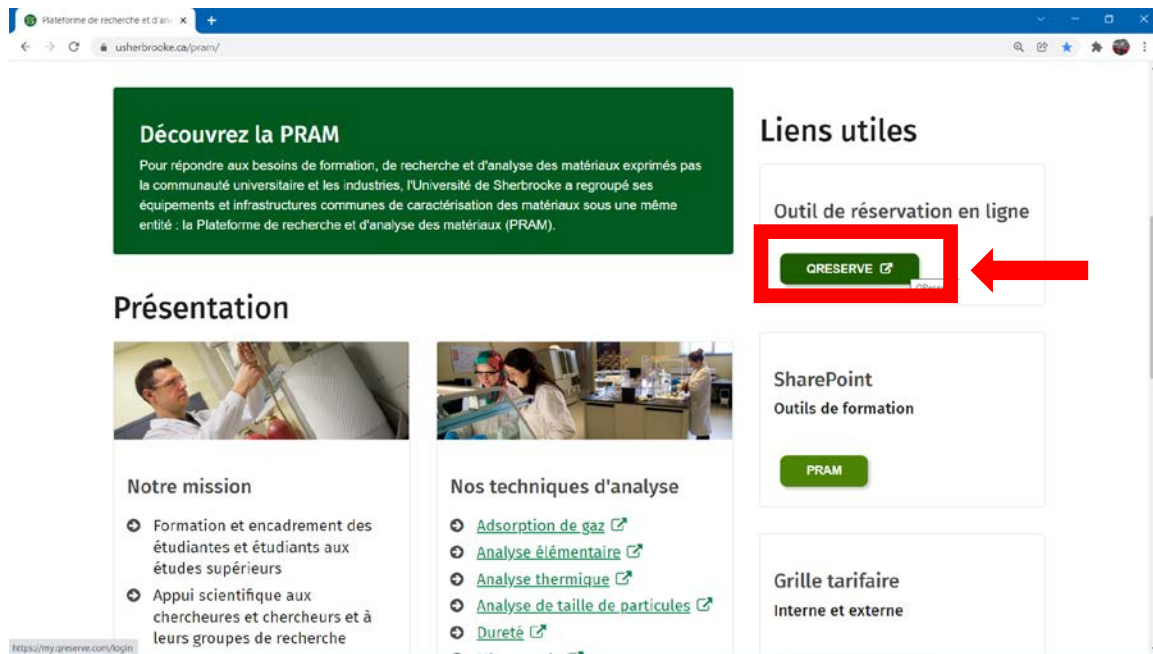 Plateforme de recherche et d'an
usherbrooke.ca/pram/
Découvrez la PRAM
Pour répondre aux besoins de formation, de recherche et d'analyse des matériaux exprimés pas
la communauté universitaire et les industries, l'Université de Sherbrooke a regroupé ses
équipements et infrastructures communes de caractérisation des matériaux sous une même
entité : la Plateforme de recherche et d'analyse des matériaux (PRAM).
Présentation
Notre mission
Formation et encadrement des
étudiantes et étudiants aux
études supérieurs
Appui scientifique aux
chercheures et chercheurs et à
leurs groupes de recherche
Nos techniques d'analyse
Adsorption de gaz
Analyse élémentaire
Analyse thermique
Analyse de taille de particules
Dureté
Liens utiles
Outil de réservation en ligne
QRESERVE
SharePoint
Outils de formation
PRAM
Grille tarifaire
Interne et externe
https://my.qreserve.com/login